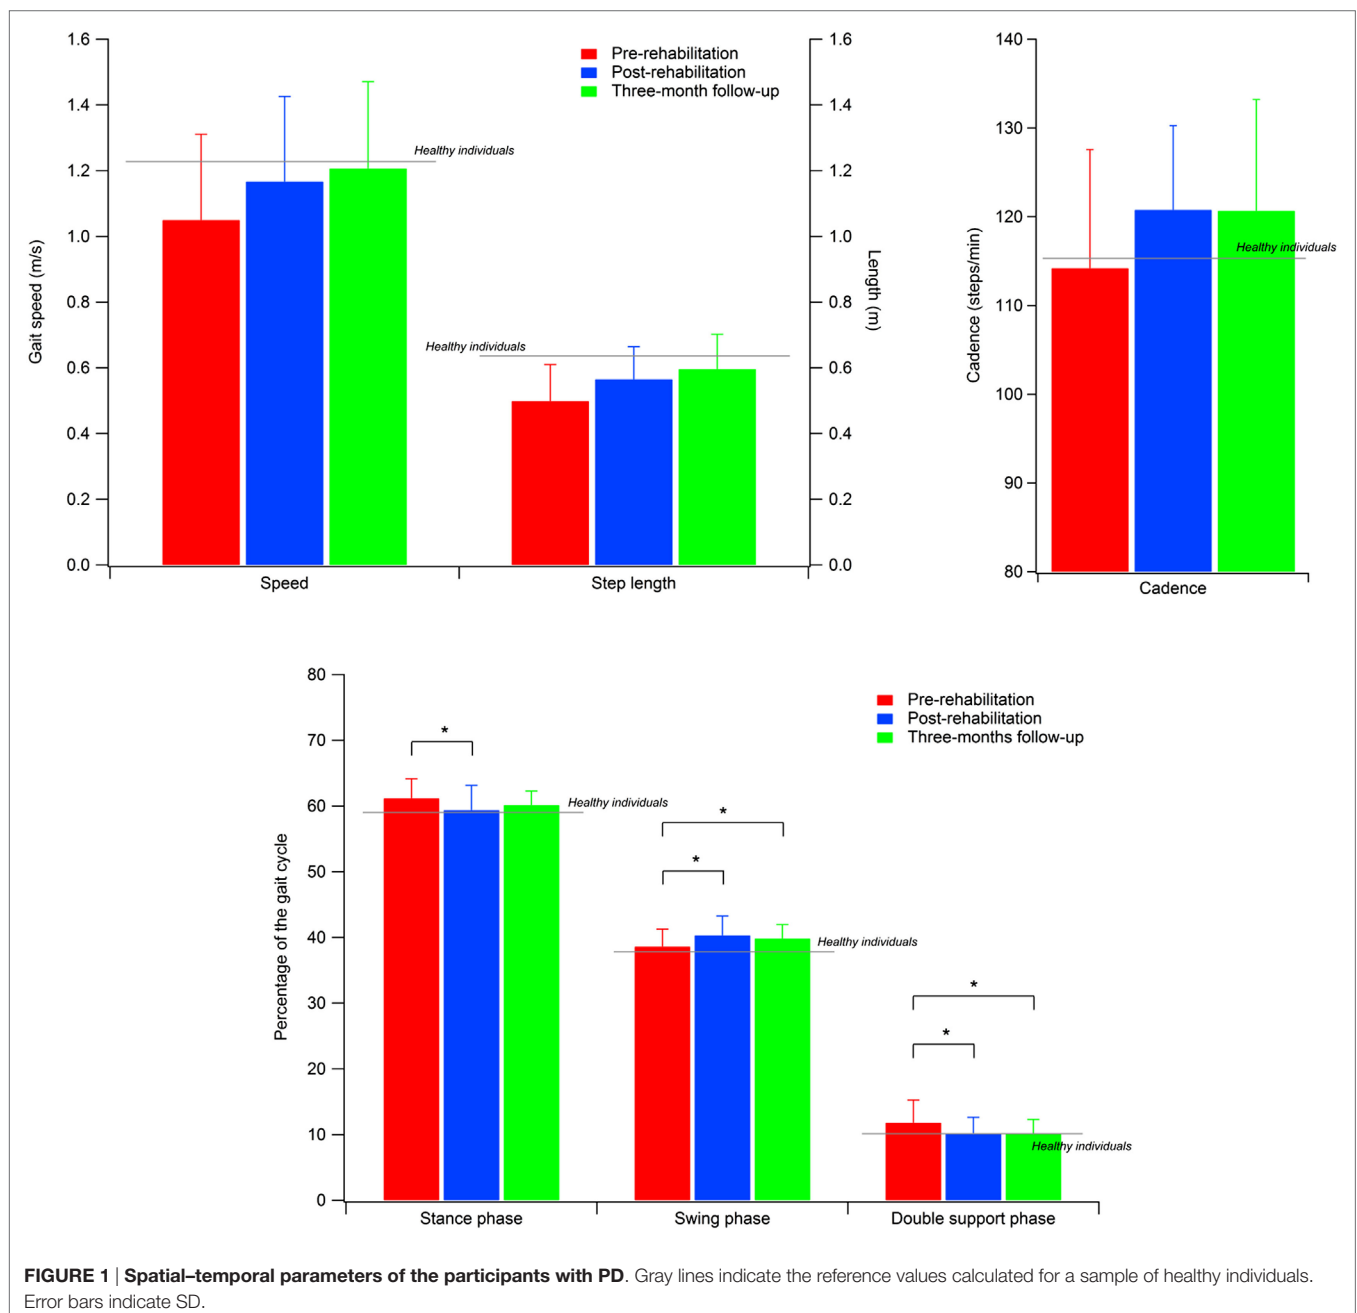 1.6
1.4
1.2
1.0
0.8
0.6
0.4
0.2
0.0
Gait speed (m/s)
Pre-rehabilitation
Post-rehabilitation
Three-month follow-up
Healthy individuals
Healthy individuals
Speed
Step length
1.6
1.4
1.2
1.0
0.8
0.6
0.4
0.2
0.0
Length (m)
140
130
120
110
100
90
80
Cadence (steps/min)
Healthy individuals
Cadence
80
70
60
50
40
30
20
10
0
Percentage of the gait cycle
Pre-rehabilitation
Post-rehabilitation
Three-months follow-up
*
Healthy individuals
*
*
Healthy individuals
*
*
Healthy individuals
Stance phase
Swing phase
Double support phase
FIGURE 1 | Spatial–temporal parameters of the participants with PD. Gray lines indicate the reference values calculated for a sample of healthy individuals.
Error bars indicate SD.